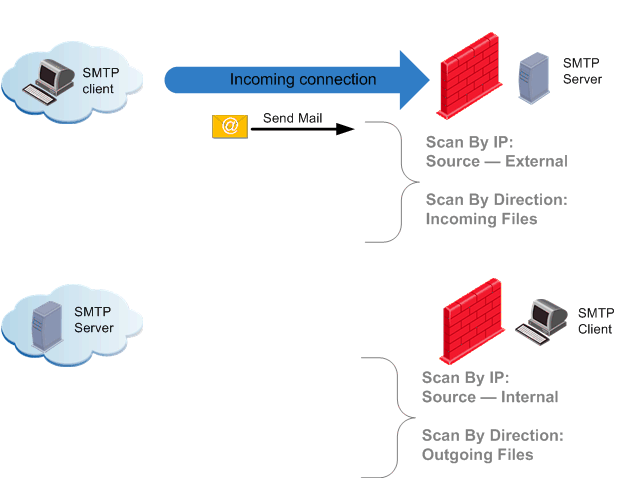 SMTP
client
Incoming connection
SMTP
Server
Send Mail
Scan By IP:
Source — External
Scan By Direction:
Incoming Files
SMTP
Server
SMTP
Client
Scan By IP:
Source — Internal
Scan By Direction:
Outgoing Files